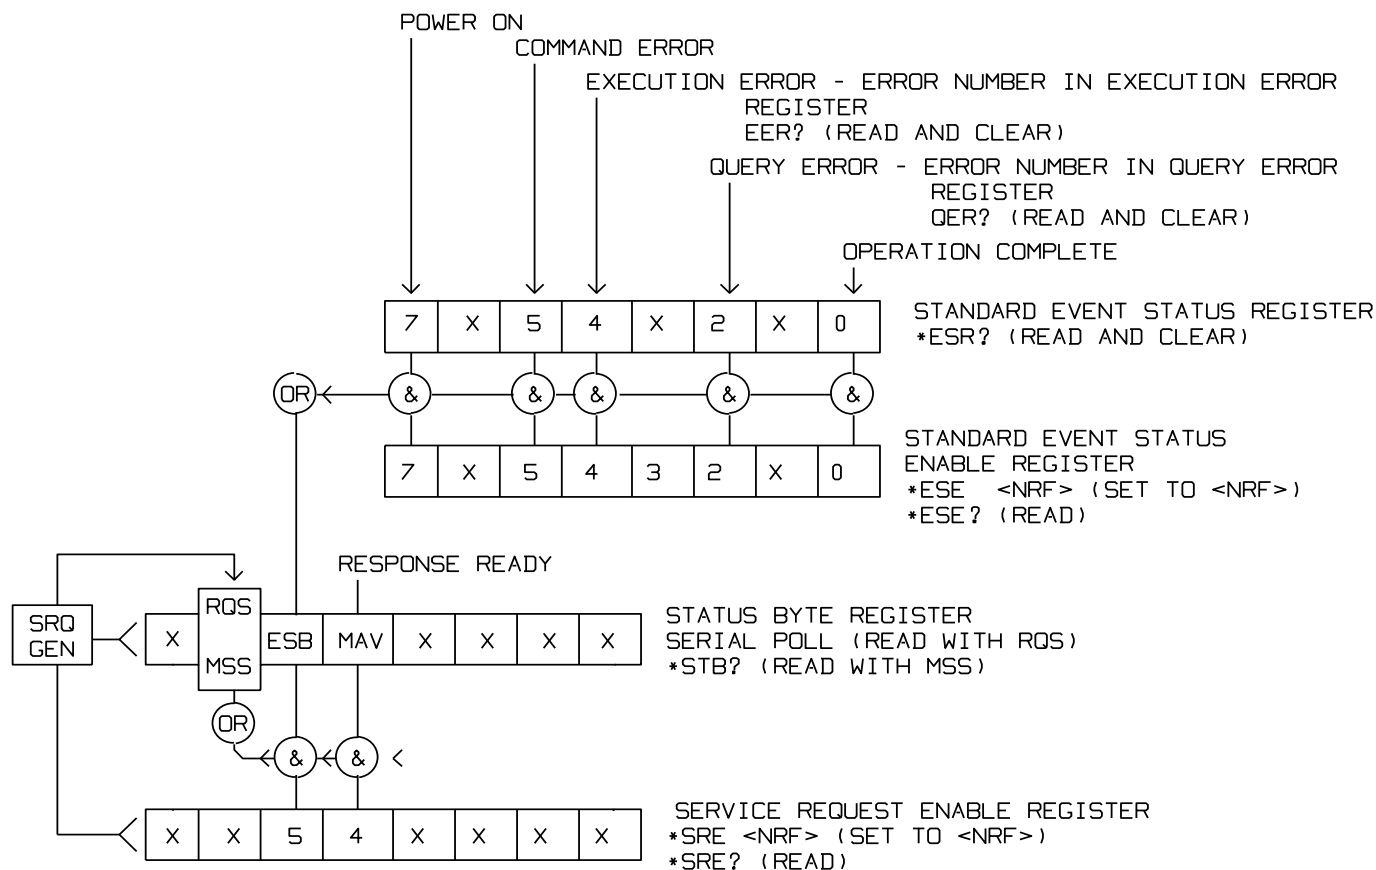 POWER ON
COMMAND ERROR
EXECUTION ERROR - ERROR NUMBER IN EXECUTION ERROR
REGISTER
EER? (READ AND CLEAR)
QUERY ERROR - ERROR NUMBER IN QUERY ERROR
REGISTER
QER? (READ AND CLEAR)
OPERATION COMPLETE
7 X 5 4 X 2 X 0
STANDARD EVENT STATUS REGISTER
*ESR? (READ AND CLEAR)
OR & & & & &
7 X 5 4 3 2 X 0
STANDARD EVENT STATUS
ENABLE REGISTER
*ESE <NRF> (SET TO <NRF>)
*ESE? (READ)
RESPONSE READY
SRQ
GEN
RQS
X ESB MAV X X X X
MSS
STATUS BYTE REGISTER
SERIAL POLL (READ WITH RQS)
*STB? (READ WITH MSS)
OR
& & <
X X 5 4 X X X X
SERVICE REQUEST ENABLE REGISTER
*SRE <NRF> (SET TO <NRF>)
*SRE? (READ)